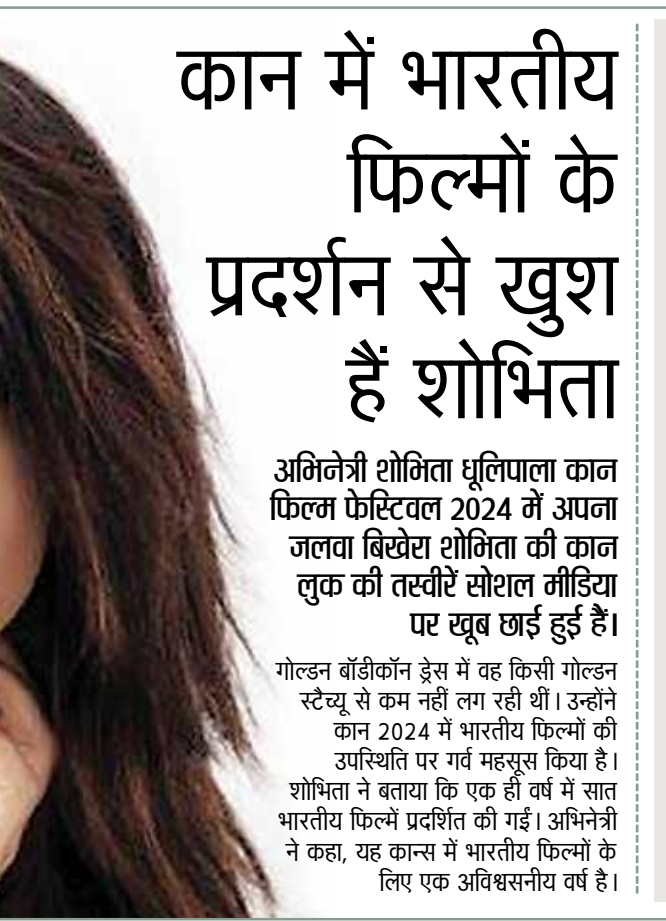 कान में भारतीय
फिल्मों के
प्रदर्शन से खुश
हैं शोभिता
अभिनेत्री शोभिता धूलिपाला कान
फिल्म फेस्टिवल 2024 में अपना
जलवा बिखेरा शोभिता की कान
लुक की तस्वीरें सोशल मीडिया
पर खूब छाई हुई हैं।
गोल्डन बॉडीकॉन ड्रेस में वह किसी गोल्डन
स्टैच्यू से कम नहीं लग रही थीं। उन्होंने
कान 2024 में भारतीय फिल्मों की
उपस्थिति पर गर्व महसूस किया है।
शोभिता ने बताया कि एक ही वर्ष में सात
भारतीय फिल्में प्रदर्शित की गईं। अभिनेत्री
ने कहा, यह कान्स में भारतीय फिल्मों के
लिए एक अविश्वसनीय वर्ष है।